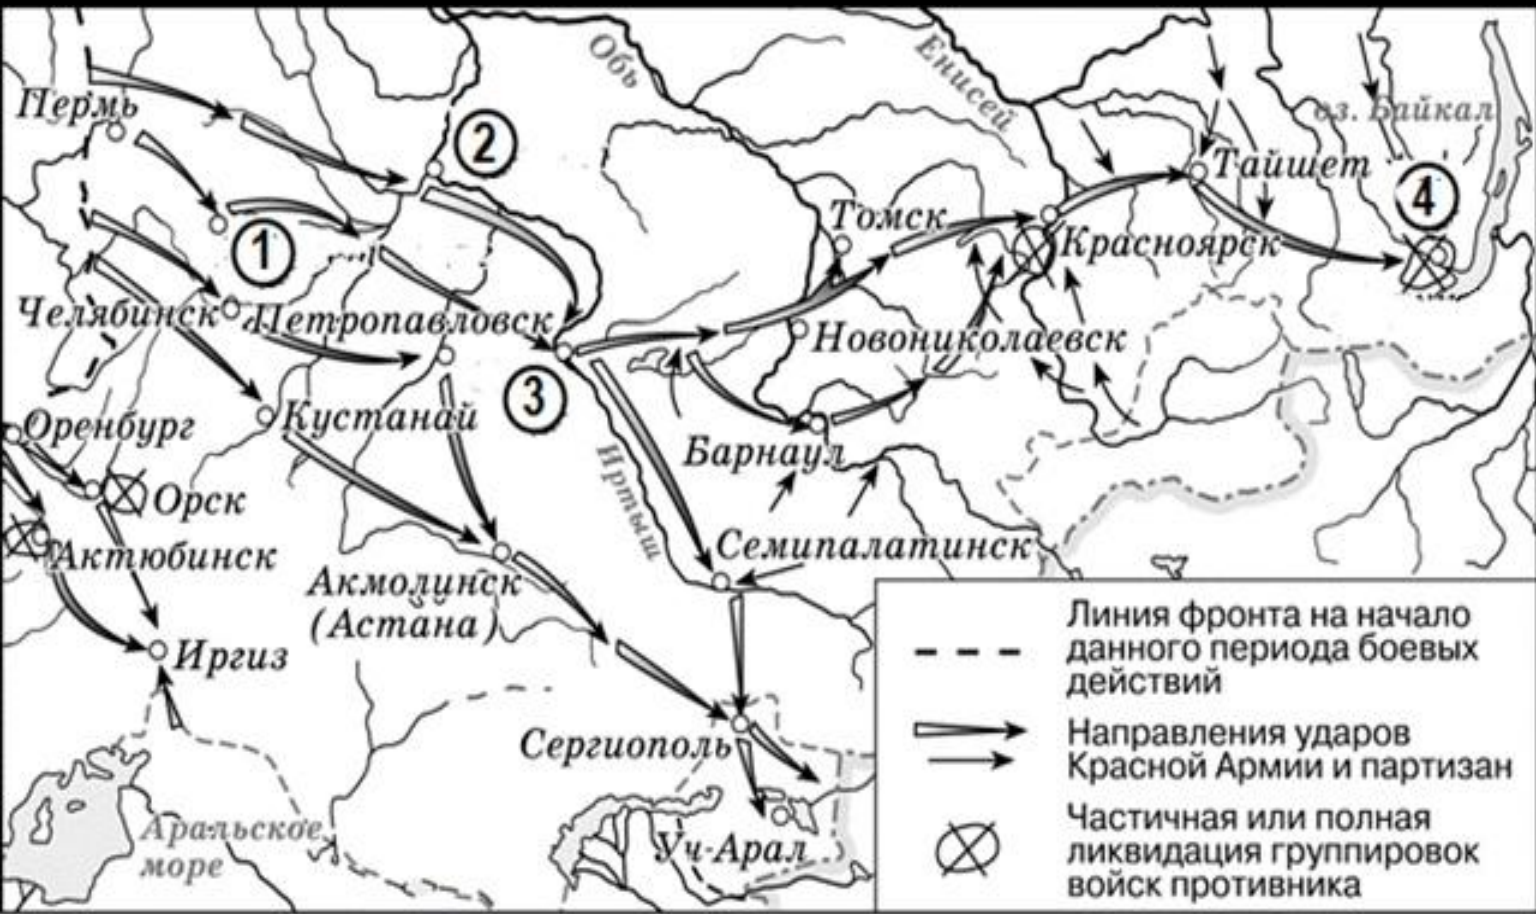 Обь
Енисей
оз. Байкал
Пермь
2
Тайшет
4
Томск
1
Красноярск
Челябинск
Петропавловск
Новониколаевск
3
Кустанай
Оренбург
Барнаул
Иртыш
Орск
Актюбинск
Семипалатинск
Акмолинск
(Астана)
Иргиз
Сергиополь
Уч-Арал
Аральское
море
Линия фронта на начало
данного периода боевых
действий
Направления ударов
Красной Армии и партизан
Частичная или полная
ликвидация группировок
войск противника